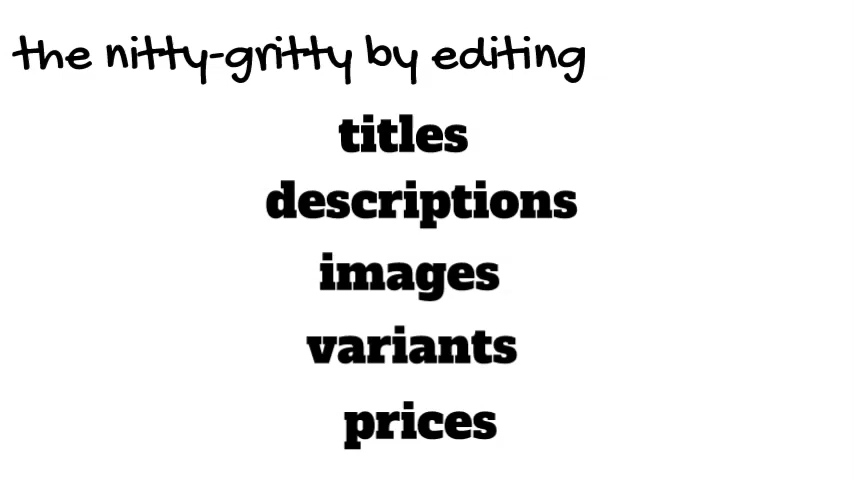 the nitty-gritty by editing
titles
descriptions
images
variants
prices